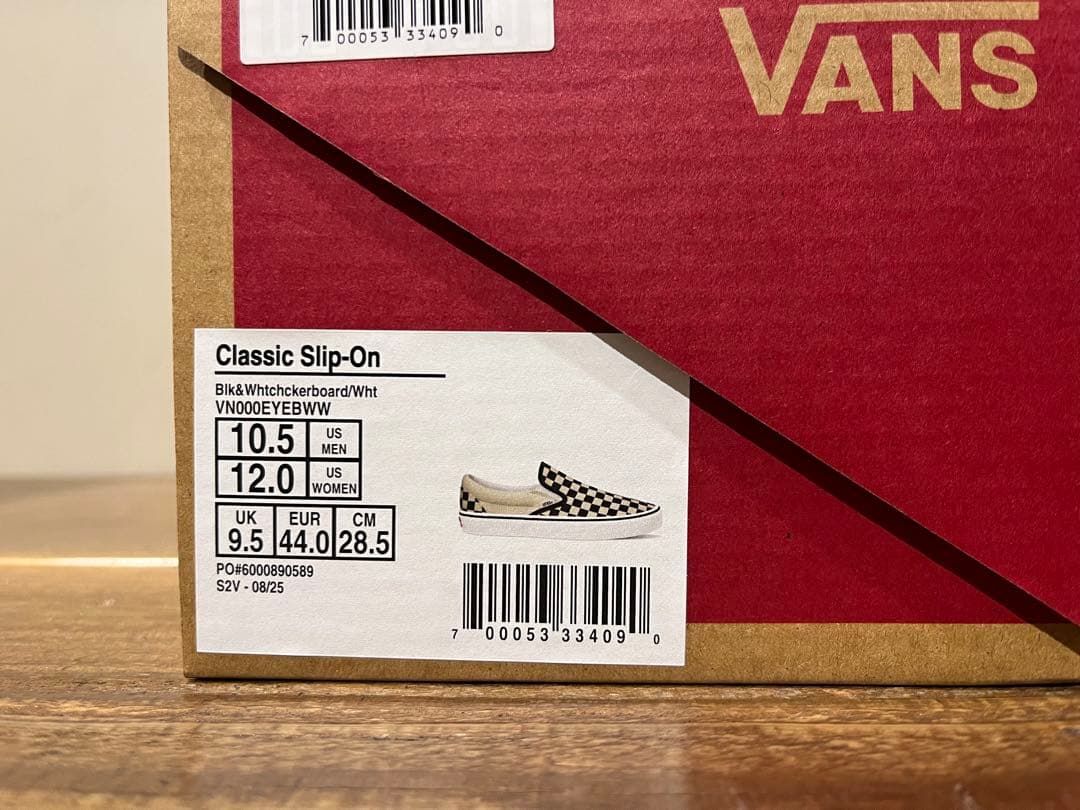 7 00053 33409 0
VANS
Classic Slip-On
Blk&Whtchckerboard/Wht
VN000EYEBWW
10.5 US MEN
12.0 US WOMEN
UK EUR CM
9.5 44.0 28.5
PO#6000890589
S2V - 08/25
7 00053 33409 0